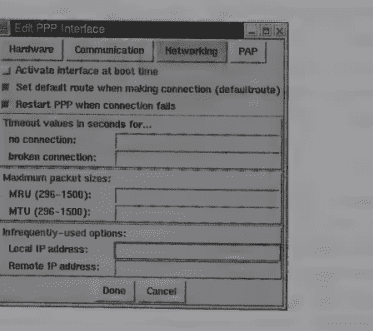 Edit PPP Interface
Hardware Communication Networking PAP
Activate interface at boot time
Set default route when making connection (defaultroute)
Restart PPP when connection fails
Timeout values in seconds for...
no connection:
broken connection:
Maximum packet sizes:
MRU (296-1500):
MTU (296-1500):
Infrequently-used options:
Local IP address:
Remote IP address:
Done Cancel